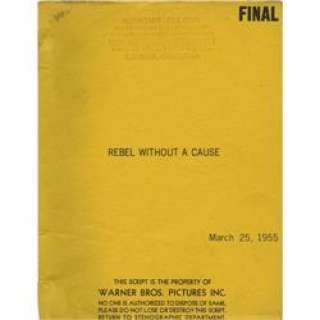 FINAL
REBEL WITHOUT A CAUSE
March 25, 1955
THIS SCRIPT IS THE PROPERTY OF
WARNER BROS. PICTURES INC.
NO ONE IS AUTHORIZED TO DISPOSE OF SAME.
PLEASE DO NOT LOSE OR DESTROY THIS SCRIPT.
RETURN TO STENOGRAPHIC DEPARTMENT.